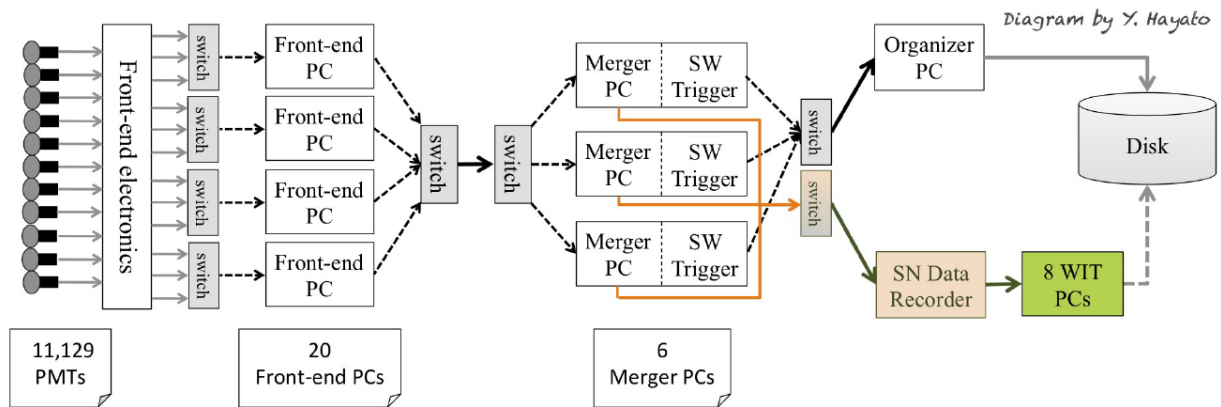 Diagram by Y. Hayato
Front-end electronics
switch
switch
switch
switch
Front-end
PC
Front-end
PC
Front-end
PC
Front-end
PC
switch
switch
Merger
PC
SW
Trigger
Merger
PC
SW
Trigger
Merger
PC
SW
Trigger
switch
switch
Organizer
PC
Disk
SN Data
Recorder
8 WIT
PCs
11,129
PMTs
20
Front-end PCs
6
Merger PCs